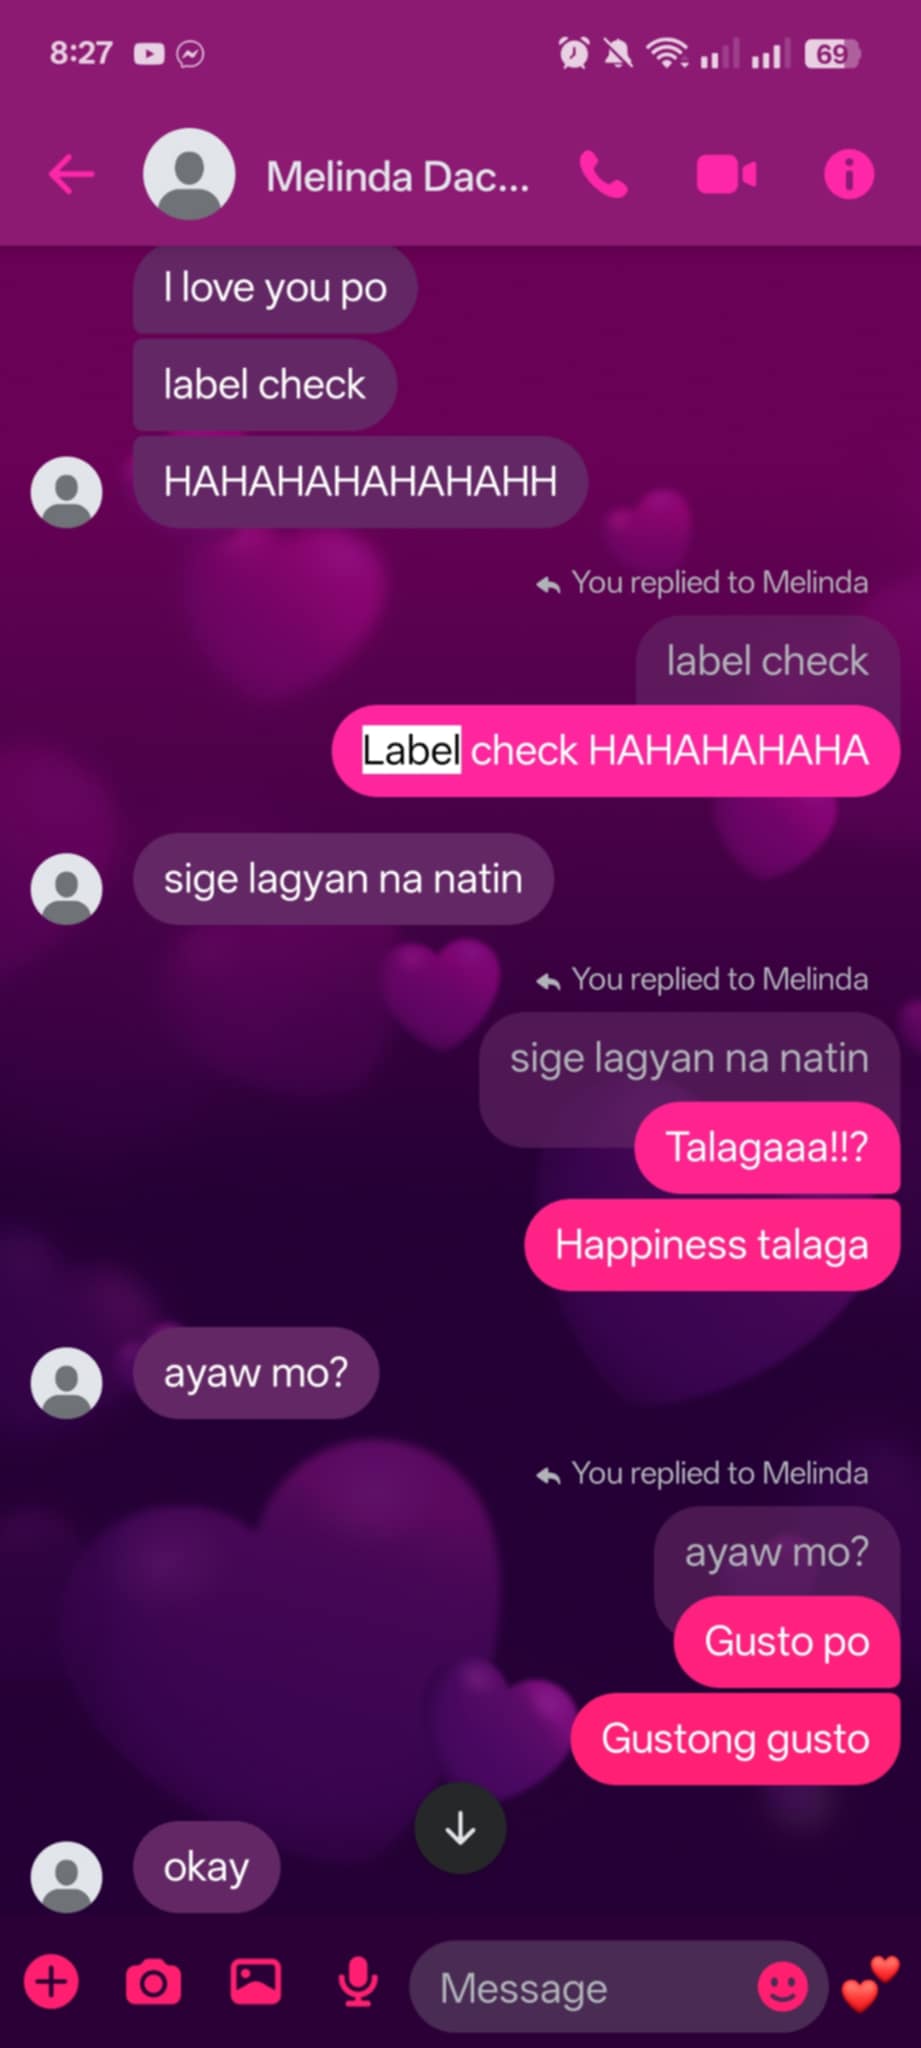 8:27
69
Melinda Dac...
I love you po
label check
HAHAHAHAHAHAHH
You replied to Melinda
label check
Label check HAHAHAHAHA
sige lagyan na natin
You replied to Melinda
sige lagyan na natin
Talagaaa!!?
Happiness talaga
ayaw mo?
You replied to Melinda
ayaw mo?
Gusto po
Gustong gusto
okay
Message